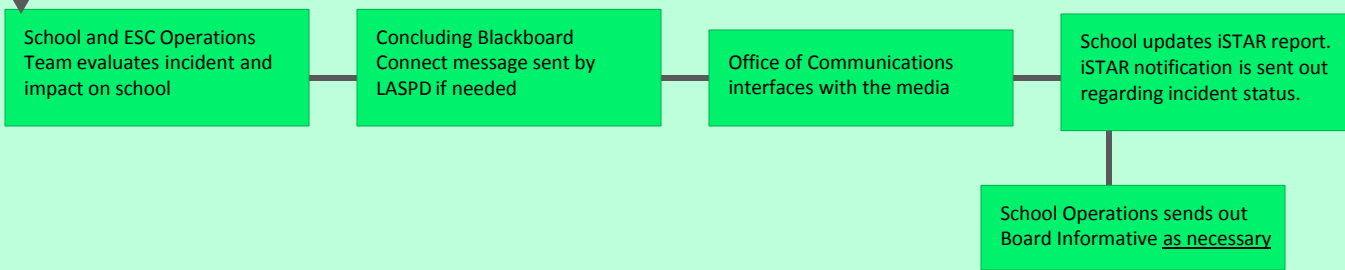 School and ESC Operations
Team evaluates incident and
impact on school
Concluding Blackboard
Connect message sent by
LASPD if needed
Office of Communications
interfaces with the media
School updates iSTAR report.
iSTAR notification is sent out
regarding incident status.
School Operations sends out
Board Informative as necessary